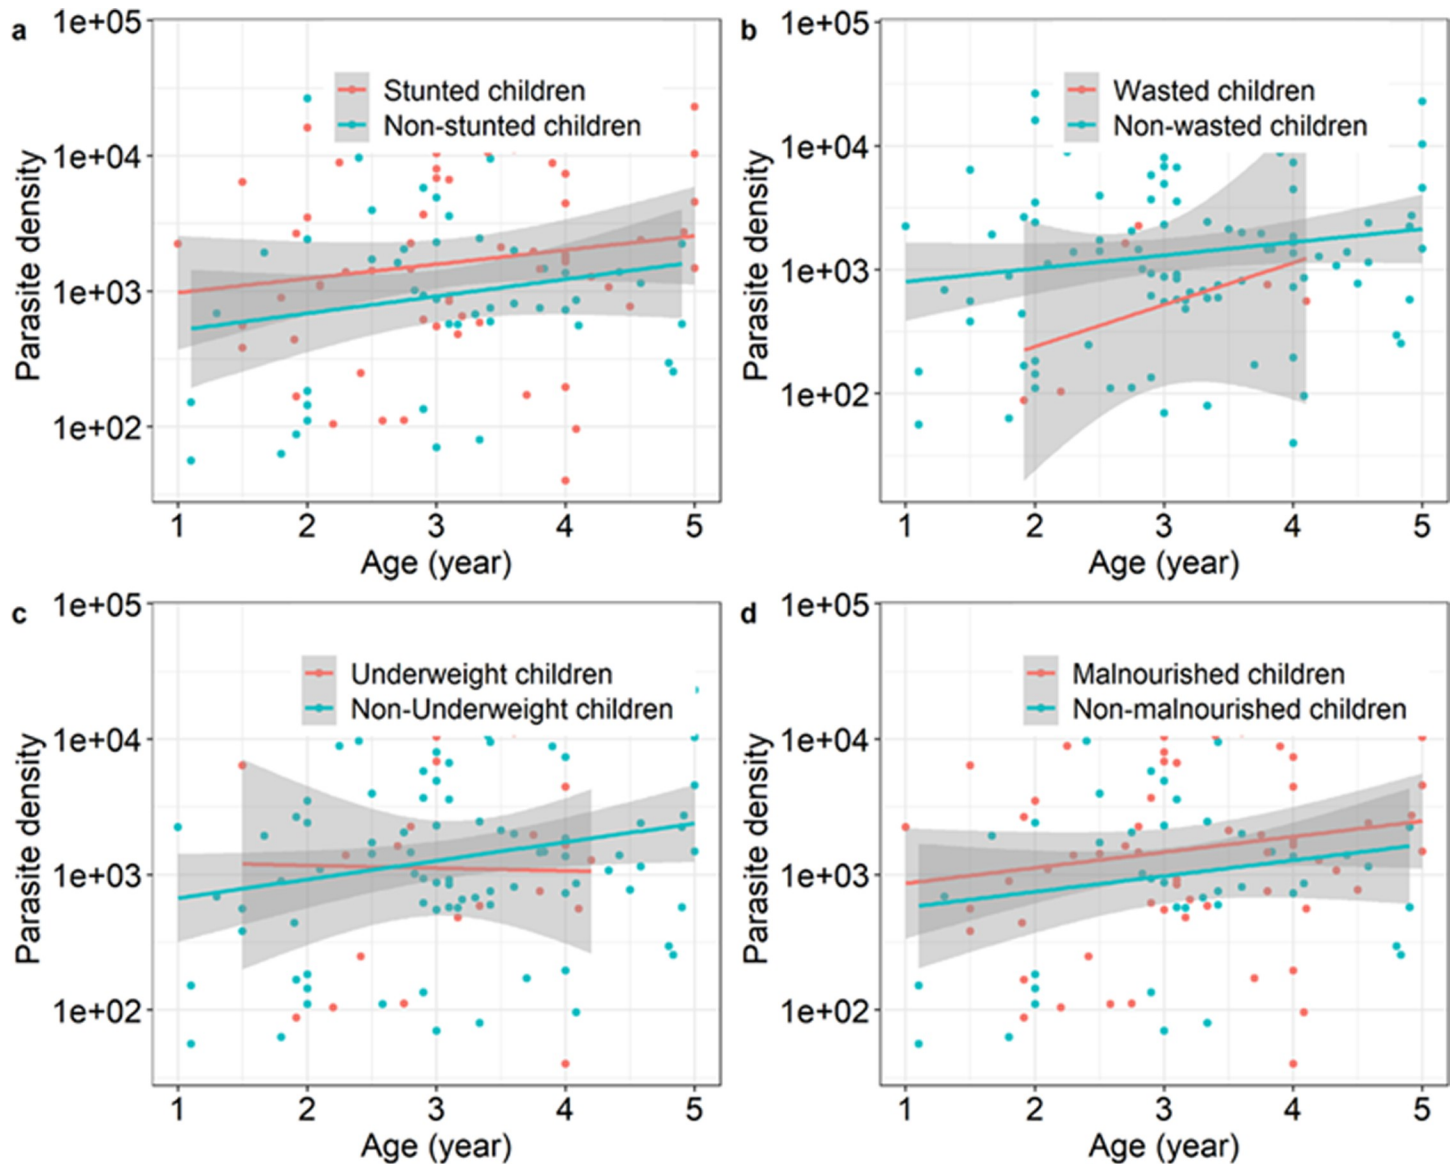 a
1e+05
1e+04
1e+03
1e+02
Parasite density
Stunted children
Non-stunted children
1 2 3 4 5
Age (year)
b
1e+05
1e+04
1e+03
1e+02
Parasite density
Wasted children
Non-wasted children
1 2 3 4 5
Age (year)
c
1e+05
1e+04
1e+03
1e+02
Parasite density
Underweight children
Non-Underweight children
1 2 3 4 5
Age (year)
d
1e+05
1e+04
1e+03
1e+02
Parasite density
Malnourished children
Non-malnourished children
1 2 3 4 5
Age (year)